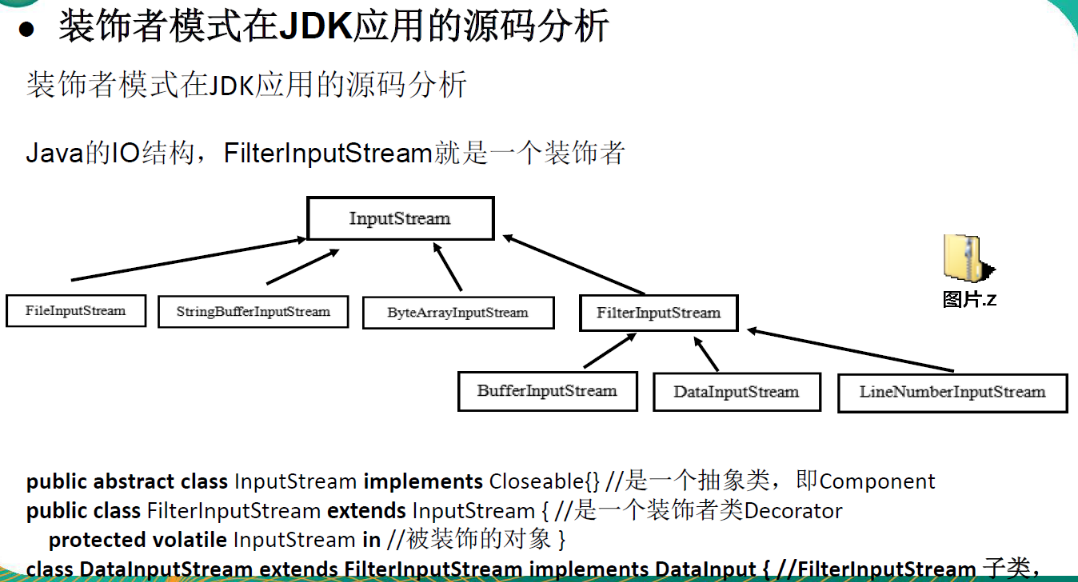 ● 装饰者模式在JDK应用的源码分析
装饰者模式在JDK应用的源码分析
Java的IO结构，FilterInputStream就是一个装饰者
InputStream
FileInputStream
StringBufferInputStream
ByteArrayInputStream
FilterInputStream
图片.z
BufferInputStream
DataInputStream
LineNumberInputStream
public abstract class InputStream implements Closeable{} //是一个抽象类，即Component
public class FilterInputStream extends InputStream { //是一个装饰者类Decorator
protected volatile InputStream in //被装饰的对象 }
class DataInputStream extends FilterInputStream implements DataInput { //FilterInputStream 子类，